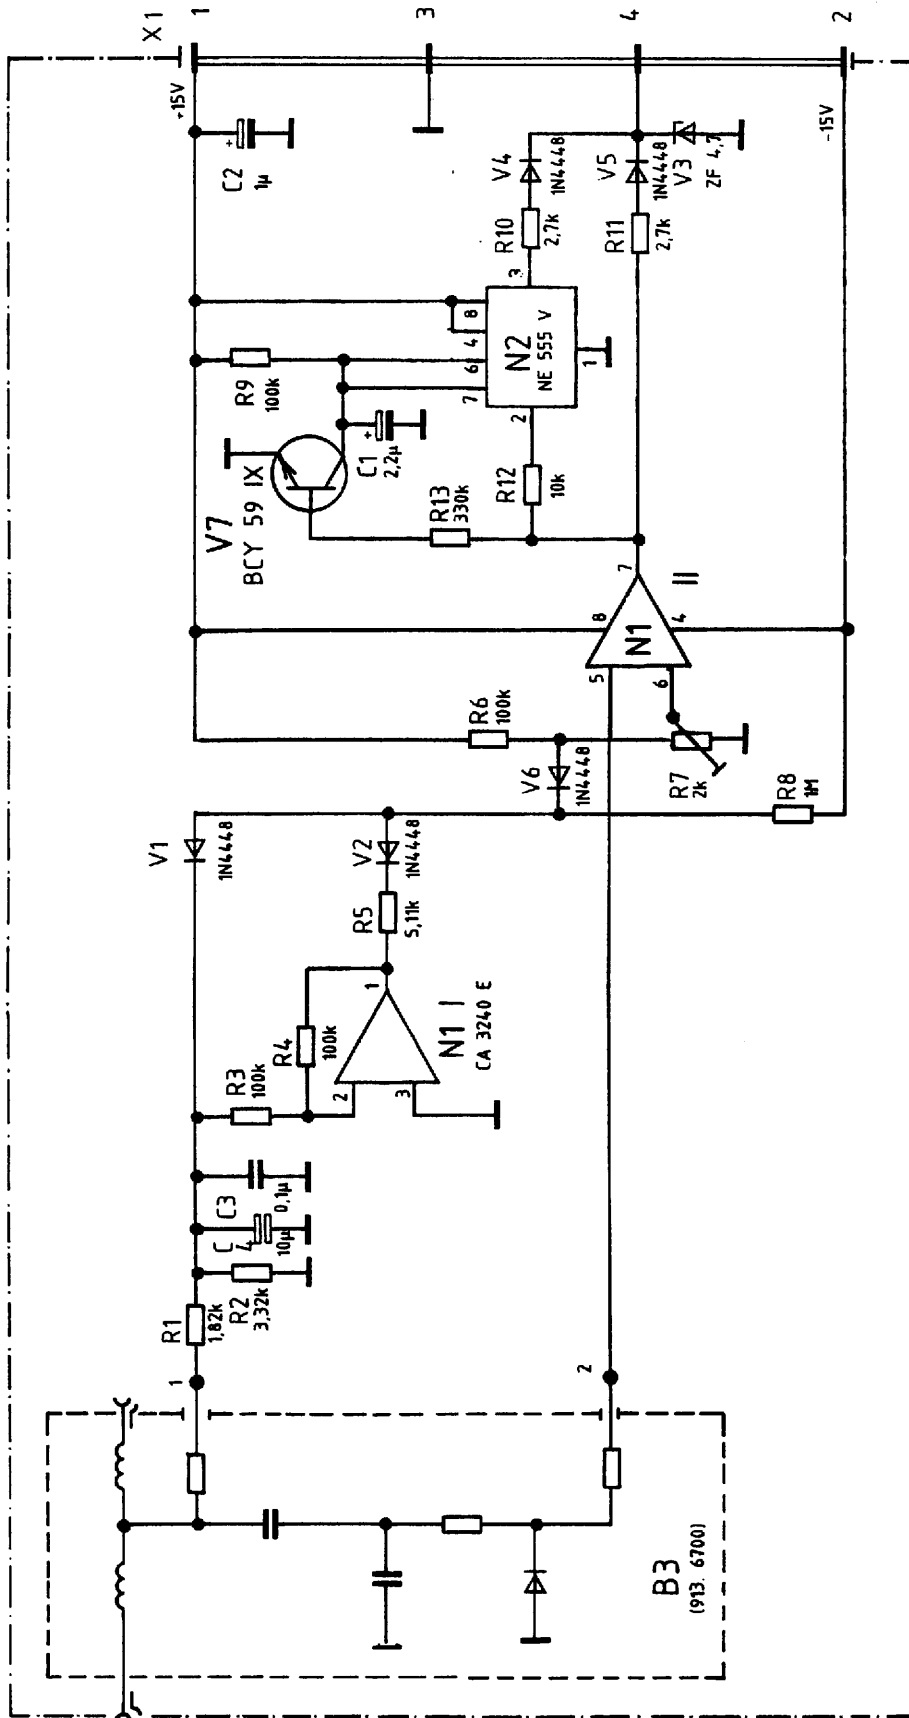 X1
1
3
4
2
+15V
-15V
C2
1µ
+
V4
1N4448
V5
1N4448
V3
ZF 4,7
R10
2,7k
R11
2,7k
3
8
4
6
7
2
1
N2
NE 555 V
R9
100k
C1
2,2µ
+
V7
BCY 59 IX
R13
330k
R12
10k
7
II
8
4
N1
5
6
R6
100k
V6
1N4448
R7
2k
R8
1M
V1
1N4448
V2
1N4448
R5
5,11k
R4
100k
1
N1 I
CA 3240 E
2
3
R3
100k
C3
0,1µ
C4
10µ
R2
3,32k
R1
1,82k
1
2
B3
(913. 6700)